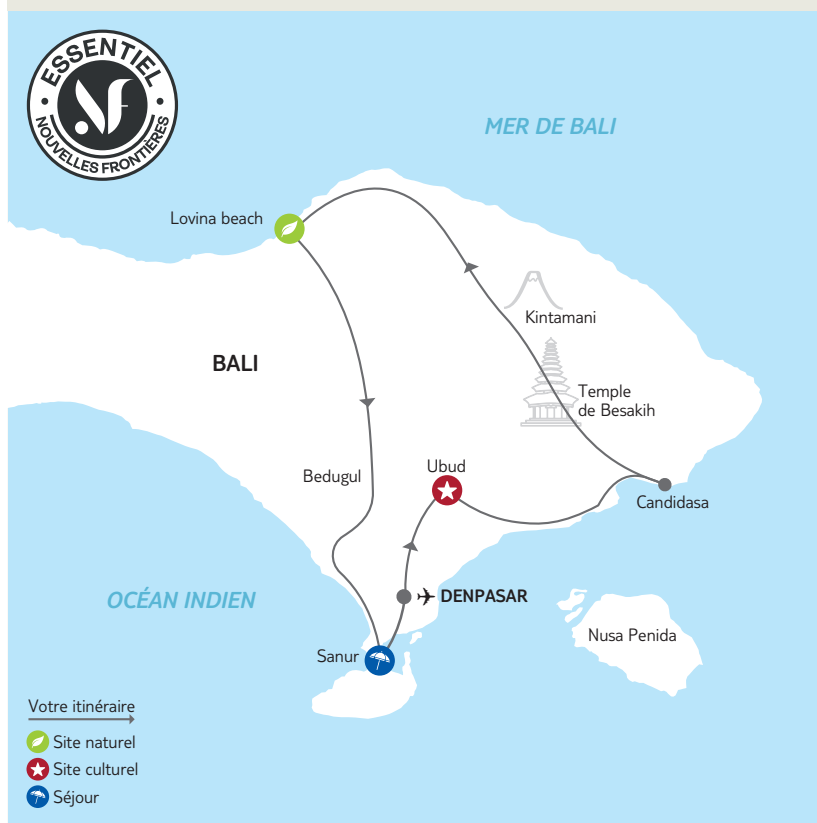 ESSENTIEL
NF
NOUVELLES FRONTIÈRES
MER DE BALI
Lovina beach
Kintamani
BALI
Temple
de Besakih
Ubud
Bedugul
Candidasa
OCÉAN INDIEN
DENPASAR
Nusa Penida
Sanur
Votre itinéraire
Site naturel
Site culturel
Séjour